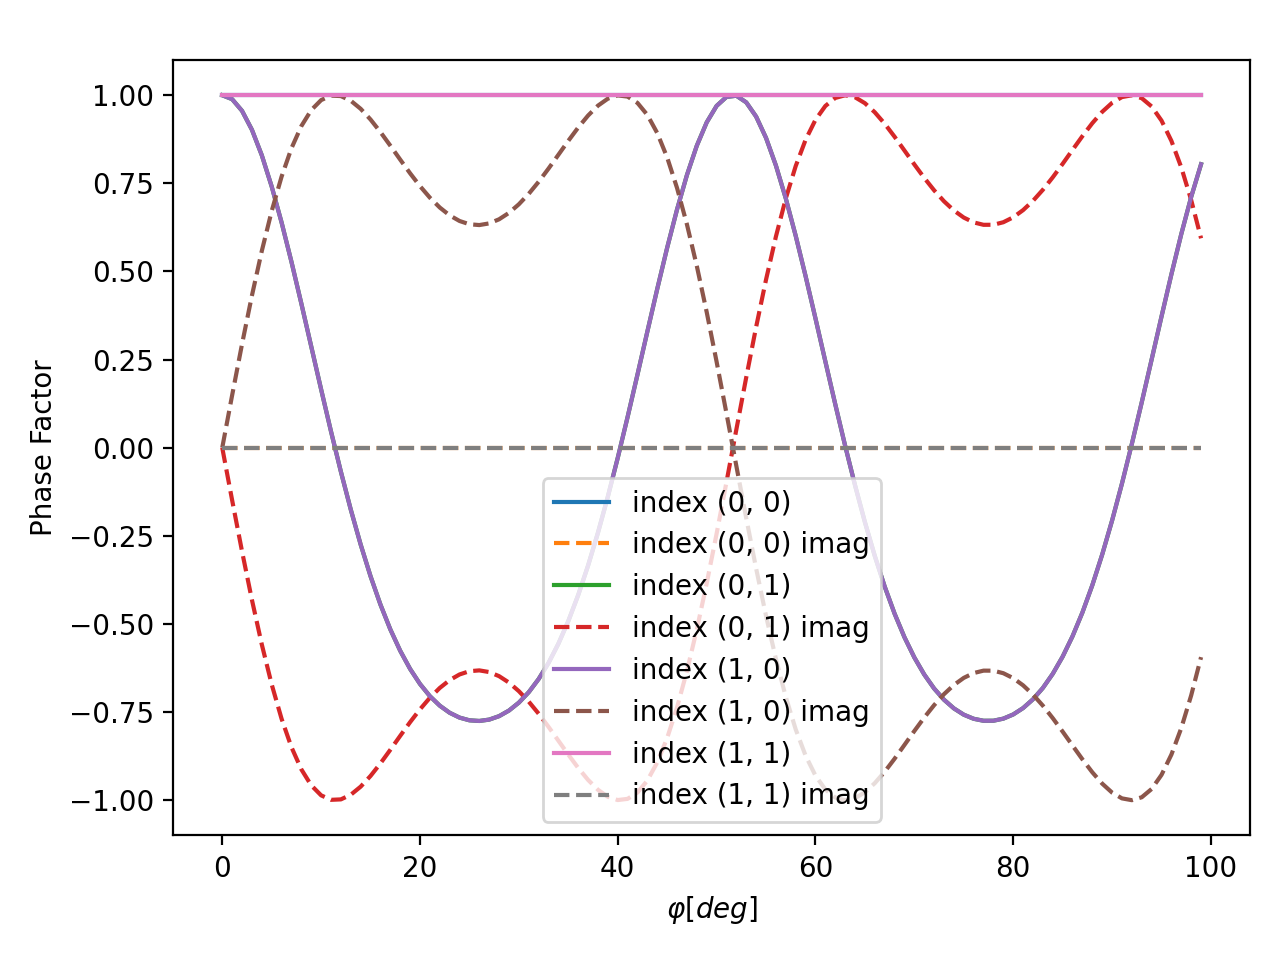 1.00
0.75
0.50
0.25
0.00
−0.25
−0.50
−0.75
−1.00
Phase Factor
index (0, 0)
index (0, 0) imag
index (0, 1)
index (0, 1) imag
index (1, 0)
index (1, 0) imag
index (1, 1)
index (1, 1) imag
0 20 40 60 80 100
φ[deg]